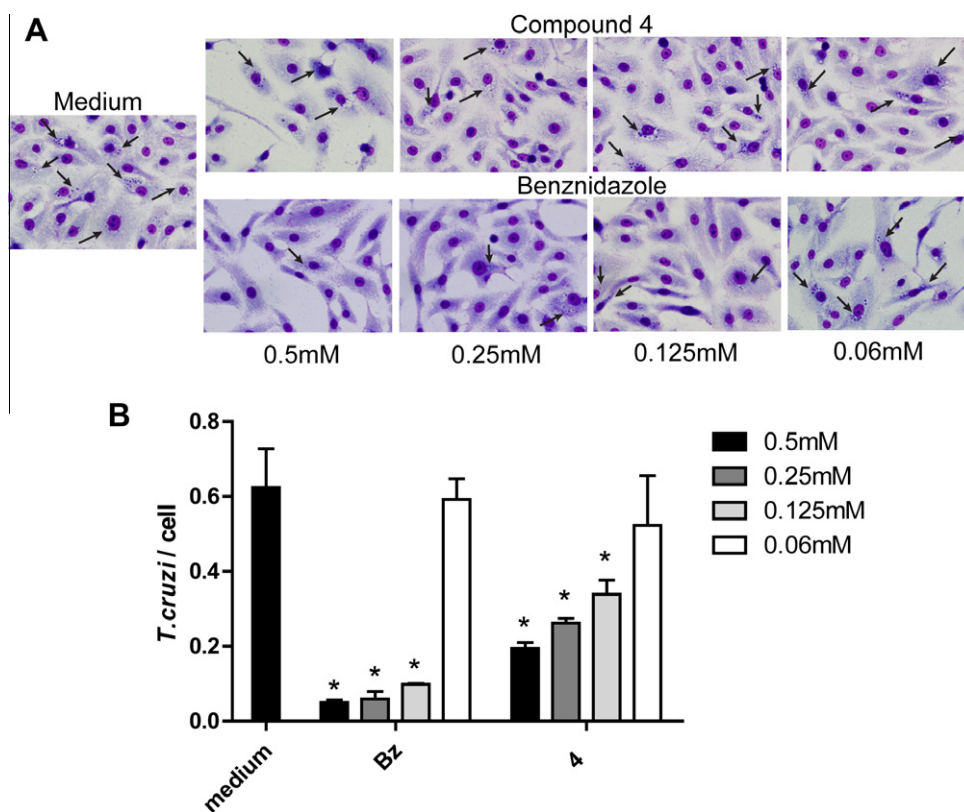 A
Compound 4
Medium
Benznidazole
0.5mM
0.25mM
0.125mM
0.06mM
B
0.8
0.6
0.4
0.2
0.0
T.cruzi / cell
*
*
*
*
*
*
medium
Bz
4
0.5mM
0.25mM
0.125mM
0.06mM